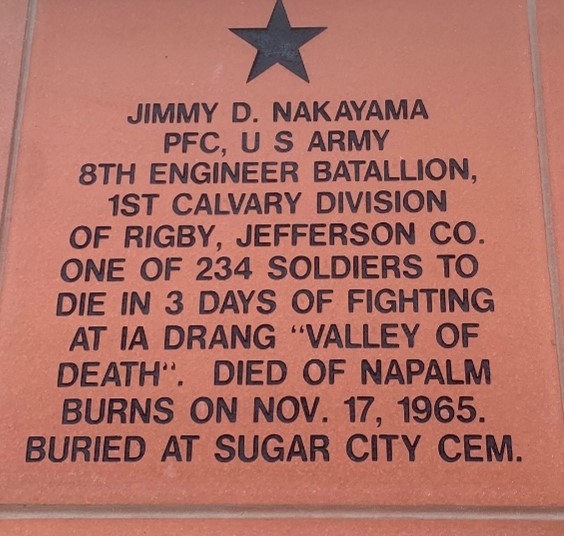 JIMMY D. NAKAYAMA
PFC, U S ARMY
8TH ENGINEER BATALLION,
1ST CALVARY DIVISION
OF RIGBY, JEFFERSON CO.
ONE OF 234 SOLDIERS TO
DIE IN 3 DAYS OF FIGHTING
AT IA DRANG “VALLEY OF
DEATH”. DIED OF NAPALM
BURNS ON NOV. 17, 1965.
BURIED AT SUGAR CITY CEM.